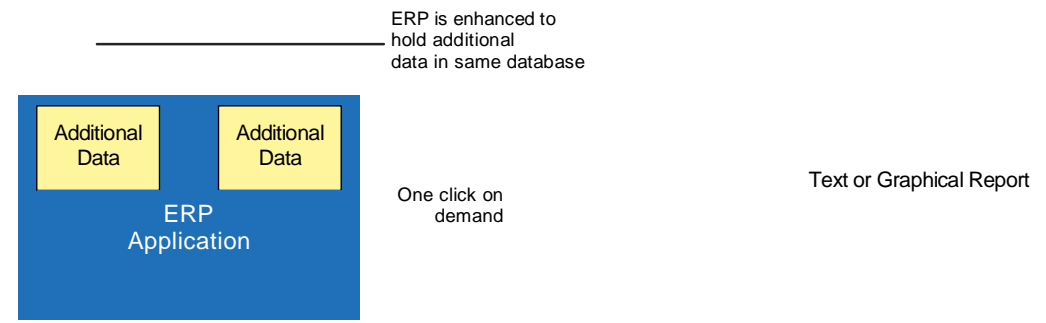 ERP is enhanced to
hold additional
data in same database
Additional
Data
Additional
Data
ERP
Application
One click on
demand
Text or Graphical Report